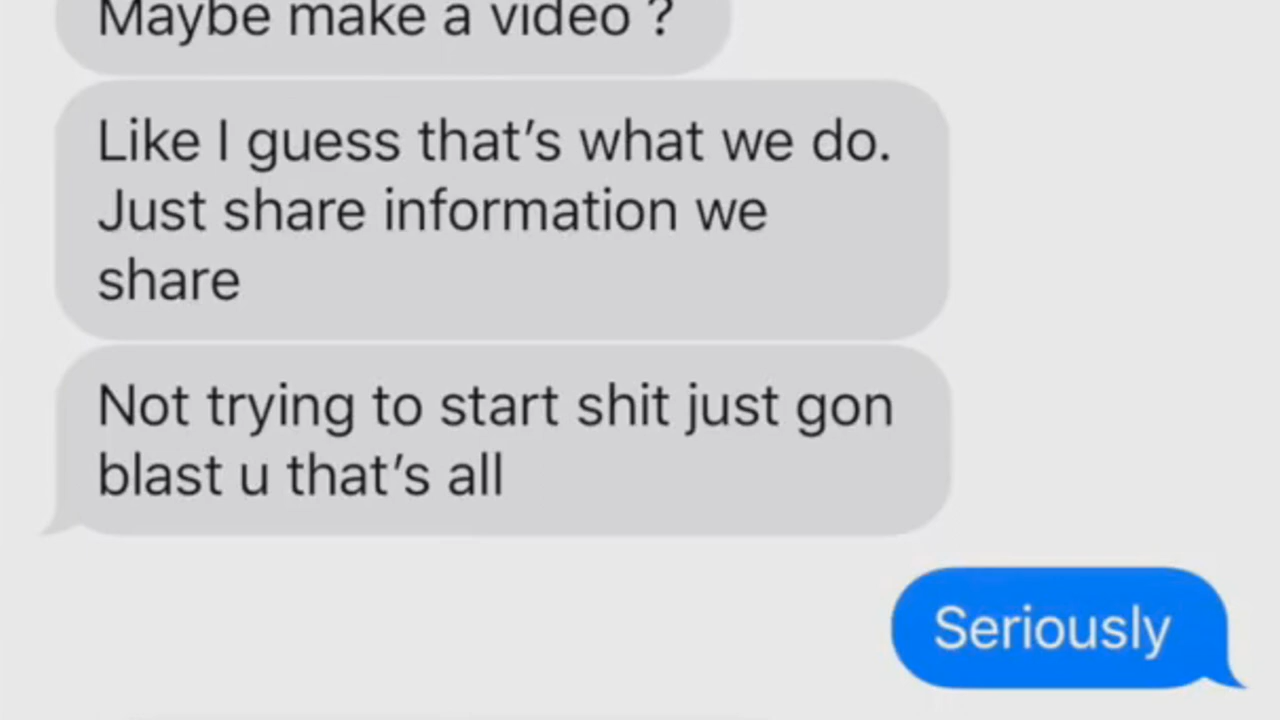 Maybe make a video ?
Like I guess that's what we do.
Just share information we
share
Not trying to start shit just gon
blast u that's all
Seriously